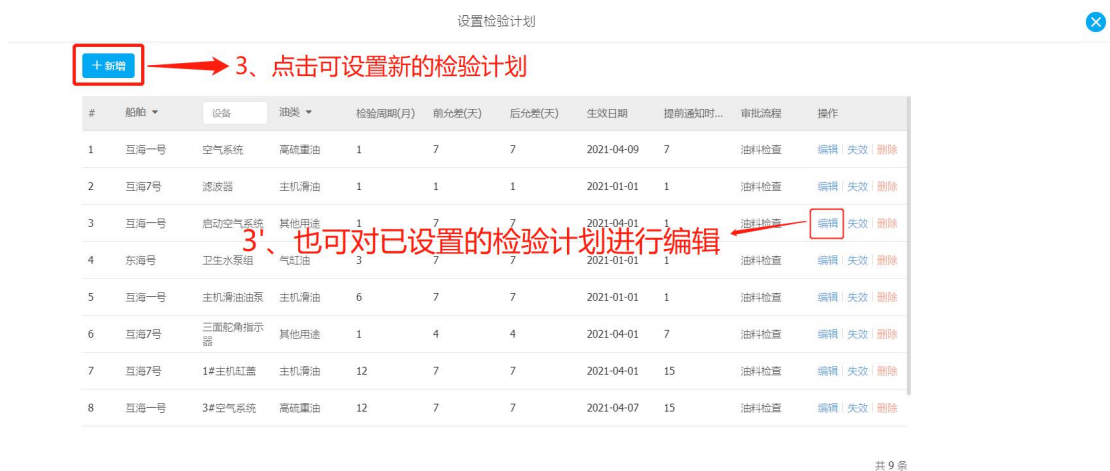 设置检验计划
+新增 3、点击可设置新的检验计划
# 船舶 设备 油类 检验周期(月) 前允差(天) 后允差(天) 生效日期 提前通知时... 审批流程 操作
1 互海一号 空气系统 高硫重油 1 7 7 2021-04-09 7 油料检查 编辑 失效 删除
2 互海7号 滤波器 主机滑油 1 1 1 2021-01-01 1 油料检查 编辑 失效 删除
3 互海一号 启动空气系统 其他用途 1 7 7 2021-04-01 1 油料检查 编辑 失效 删除
3'、也可对已设置的检验计划进行编辑
4 东海号 卫生水泵组 气缸油 3 7 7 2021-01-01 1 油料检查 编辑 失效 删除
5 互海一号 主机滑油油泵 主机滑油 6 7 7 2021-01-01 1 油料检查 编辑 失效 删除
6 互海7号 三面舵角指示器 其他用途 1 4 4 2021-04-01 7 油料检查 编辑 失效 删除
7 互海7号 1#主机缸盖 主机滑油 12 7 7 2021-04-01 15 油料检查 编辑 失效 删除
8 互海一号 3#空气系统 高硫重油 12 7 7 2021-04-07 15 油料检查 编辑 失效 删除
共 9 条